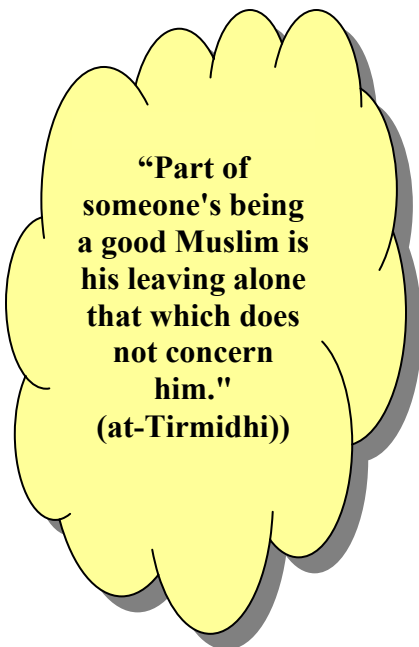 “Part of
someone's being
a good Muslim is
his leaving alone
that which does
not concern
him."
(at-Tirmidhi))